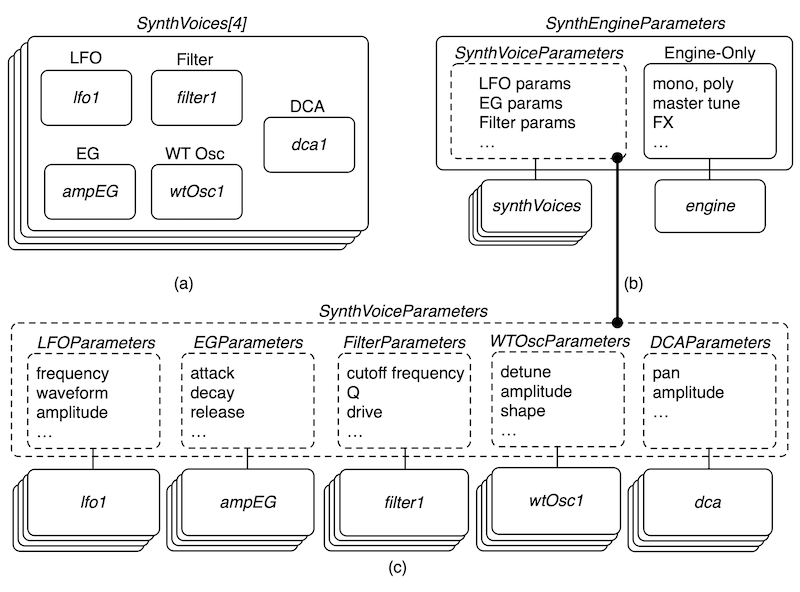 SynthVoices[4]
LFO
Filter
lfo1
filter1
DCA
dca1
EG
WT Osc
ampEG
wtOsc1
(a)
SynthEngineParameters
SynthVoiceParameters
LFO params
EG params
Filter params
...
Engine-Only
mono, poly
master tune
FX
...
synthVoices
engine
(b)
SynthVoiceParameters
LFOParameters
frequency
waveform
amplitude
...
EGParameters
attack
decay
release
...
FilterParameters
cutoff frequency
Q
drive
...
WTOscParameters
detune
amplitude
shape
...
DCAParameters
pan
amplitude
...
lfo1
ampEG
filter1
wtOsc1
dca
(c)